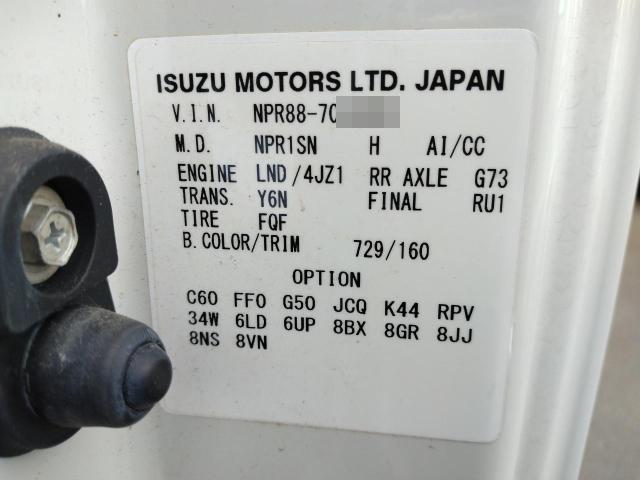 ISUZU MOTORS LTD. JAPAN
V.I.N. NPR88-70
M.D. NPR1SN H AI/CC
ENGINE LND/4JZ1 RR AXLE G73
TRANS. Y6N FINAL RU1
TIRE FQF
B.COLOR/TRIM 729/160
OPTION
C60 FF0 G50 JCQ K44 RPV
34W 6LD 6UP 8BX 8GR 8JJ
8NS 8VN